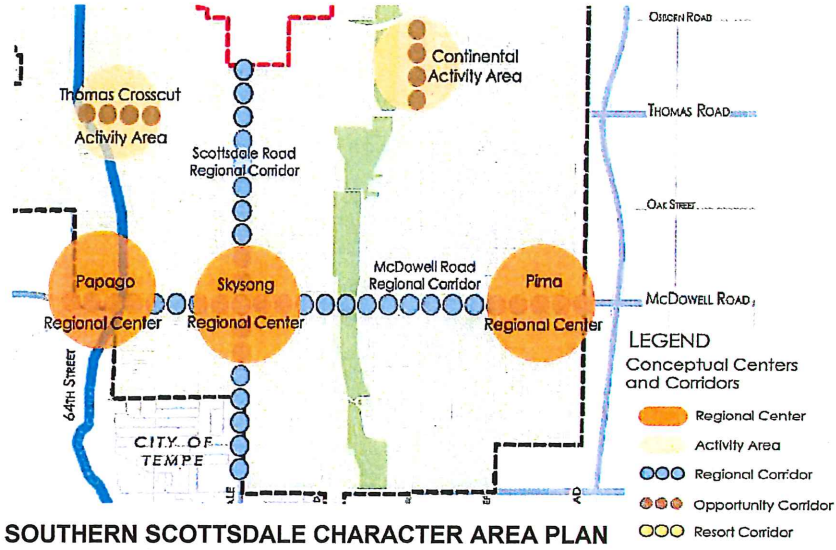 OSBORN ROAD
Continental
Activity Area
Thomas Crosscut
Activity Area
THOMAS ROAD
Scottsdale Road
Regional Corridor
OAK STREET
Papago
Regional Center
Skysong
Regional Center
McDowell Road
Regional Corridor
Pima
Regional Center
MCDOWELL ROAD
64TH STREET
CITY OF
TEMPE
LEGEND
Conceptual Centers
and Corridors
Regional Center
Activity Area
Regional Corridor
Opportunity Corridor
Resort Corridor
AD
SOUTHERN SCOTTSDALE CHARACTER AREA PLAN